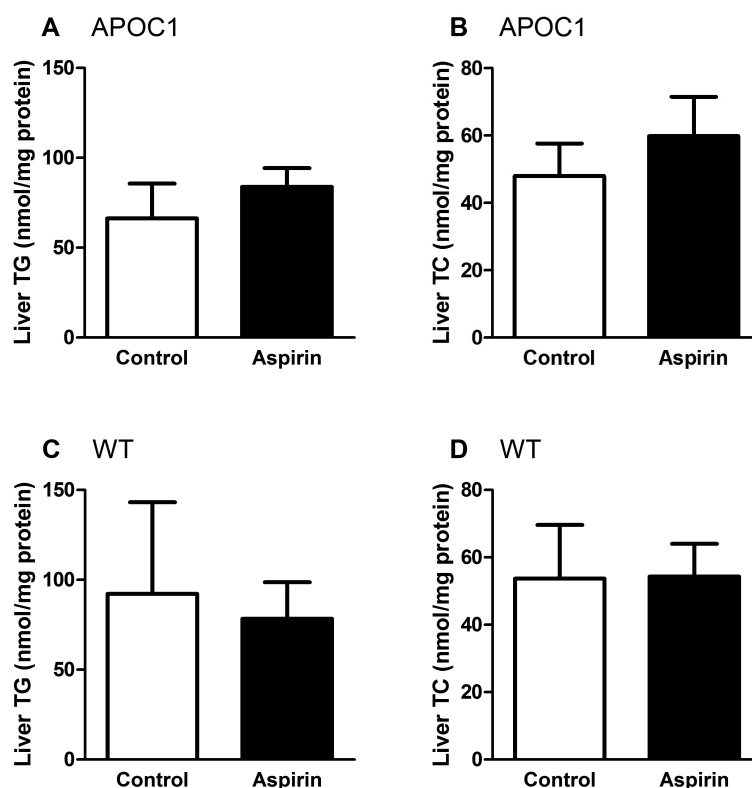 A APOC1
Liver TG (nmol/mg protein)
150
100
50
0
Control Aspirin
B APOC1
Liver TC (nmol/mg protein)
80
60
40
20
0
Control Aspirin
C WT
Liver TG (nmol/mg protein)
150
100
50
0
Control Aspirin
D WT
Liver TC (nmol/mg protein)
80
60
40
20
0
Control Aspirin